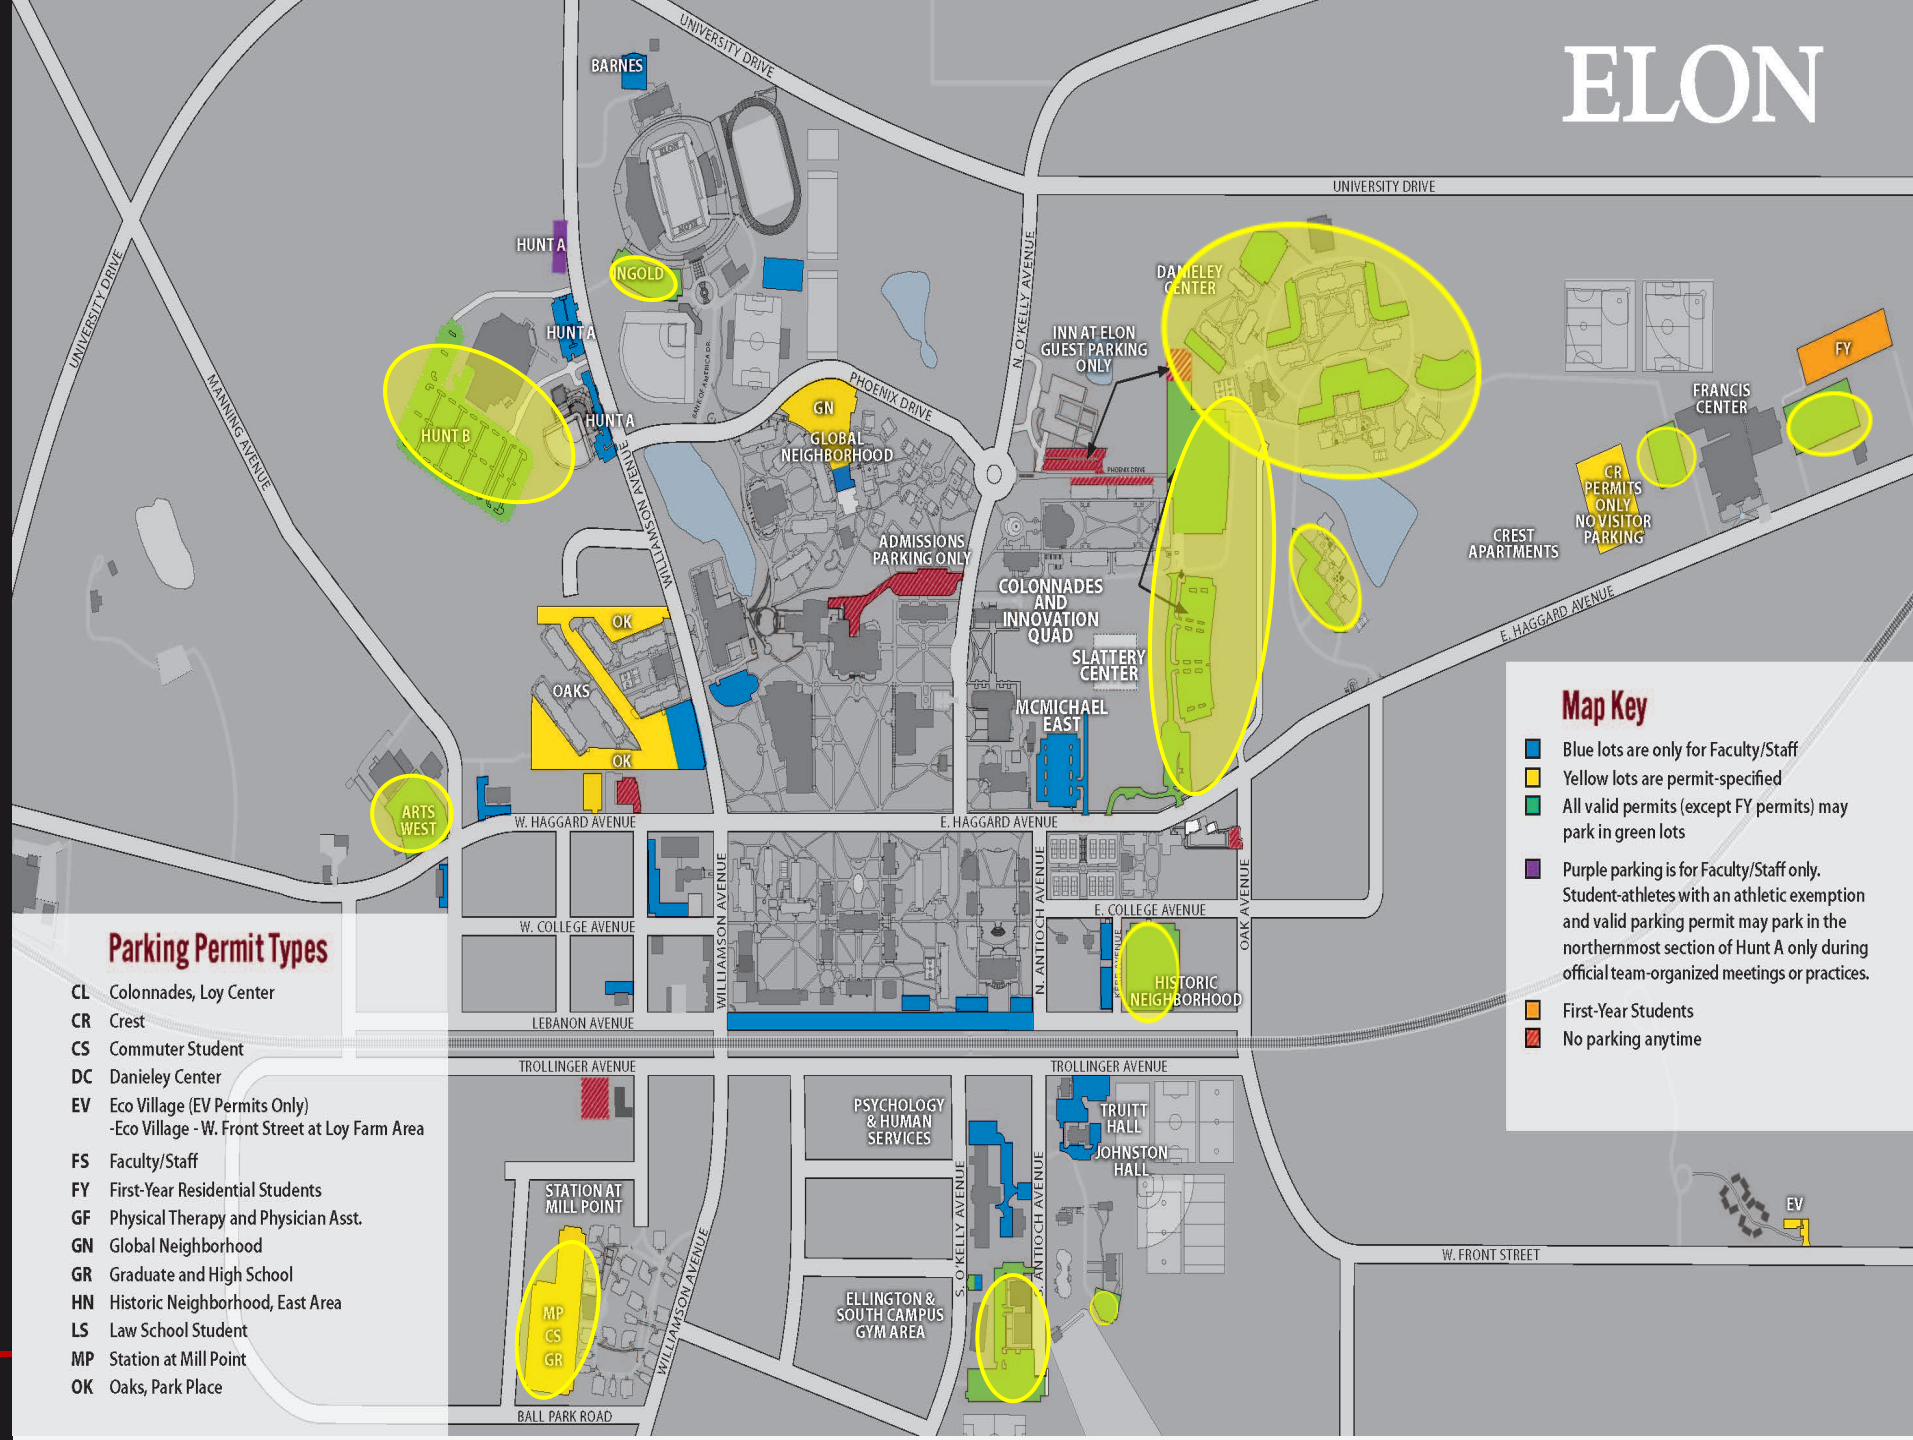 ELON
UNIVERSITY DRIVE
BARNES
ELON
UNIVERSITY DRIVE
N. O'KELLY AVENUE
HUNT A
INGOLD
DANIELEY
CENTER
UNIVERSITY DRIVE
HUNT A
INN AT ELON
GUEST PARKING
ONLY
BANK OF AMERICA DR.
FY
MANNING AVENUE
PHOENIX DRIVE
GN
FRANCIS
CENTER
HUNT A
HUNT B
GLOBAL
NEIGHBORHOOD
PHOENIX DRIVE
CR
PERMITS
ONLY
NO VISITOR
PARKING
WILLIAMSON AVENUE
ADMISSIONS
PARKING ONLY
CREST
APARTMENTS
COLONNADES
AND
INNOVATION
QUAD
E. HAGGARD AVENUE
OK
SLATTERY
CENTER
OAKS
MCMICHAEL
EAST
OK
ARTS
WEST
W. HAGGARD AVENUE
E. HAGGARD AVENUE
WILLIAMSON AVENUE
N. ANTIOCH AVENUE
OAK AVENUE
E. COLLEGE AVENUE
W. COLLEGE AVENUE
HISTORIC
NEIGHBORHOOD
LEBANON AVENUE
TROLLINGER AVENUE
TROLLINGER AVENUE
PSYCHOLOGY
& HUMAN
SERVICES
TRUITT
HALL
JOHNSTON
HALL
STATION AT
MILL POINT
S. O'KELLY AVENUE
S. ANTIOCH AVENUE
WILLIAMSON AVENUE
EV
W. FRONT STREET
MP
CS
GR
ELLINGTON &
SOUTH CAMPUS
GYM AREA
BALL PARK ROAD
Map Key
Blue lots are only for Faculty/Staff
Yellow lots are permit-specified
All valid permits (except FY permits) may
park in green lots
Purple parking is for Faculty/Staff only.
Student-athletes with an athletic exemption
and valid parking permit may park in the
northernmost section of Hunt A only during
official team-organized meetings or practices.
First-Year Students
No parking anytime
Parking Permit Types
CL Colonnades, Loy Center
CR Crest
CS Commuter Student
DC Danieley Center
EV Eco Village (EV Permits Only)
-Eco Village - W. Front Street at Loy Farm Area
FS Faculty/Staff
FY First-Year Residential Students
GF Physical Therapy and Physician Asst.
GN Global Neighborhood
GR Graduate and High School
HN Historic Neighborhood, East Area
LS Law School Student
MP Station at Mill Point
OK Oaks, Park Place